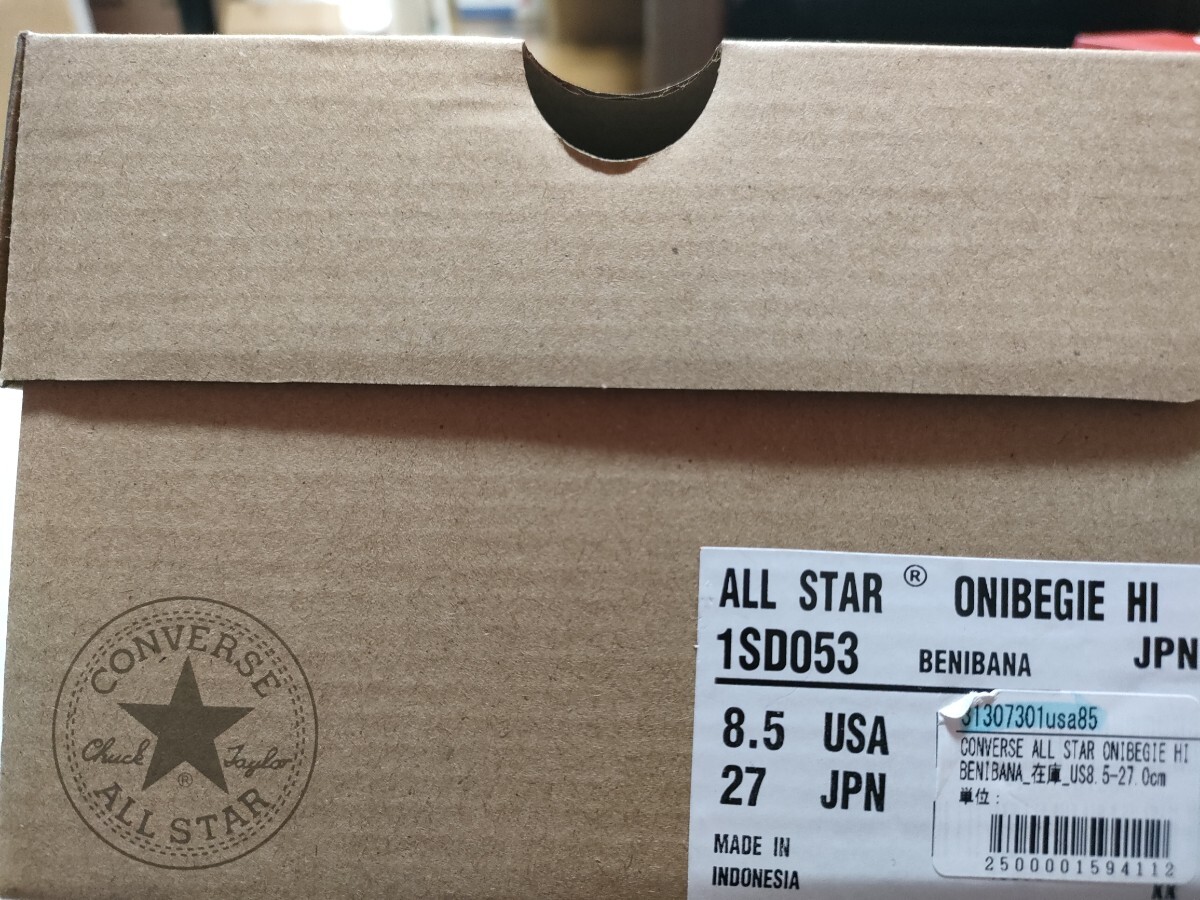 CONVERSE
Chuck Taylor
®
ALL STAR
ALL STAR ® ONIBEGIE HI
1SD053 BENIBANA JPN
8.5 USA
27 JPN
MADE IN
INDONESIA
31307301usa85
CONVERSE ALL STAR ONIBEGIE HI
BENIBANA_在庫_US8.5-27.0cm
単位:
2500001594112